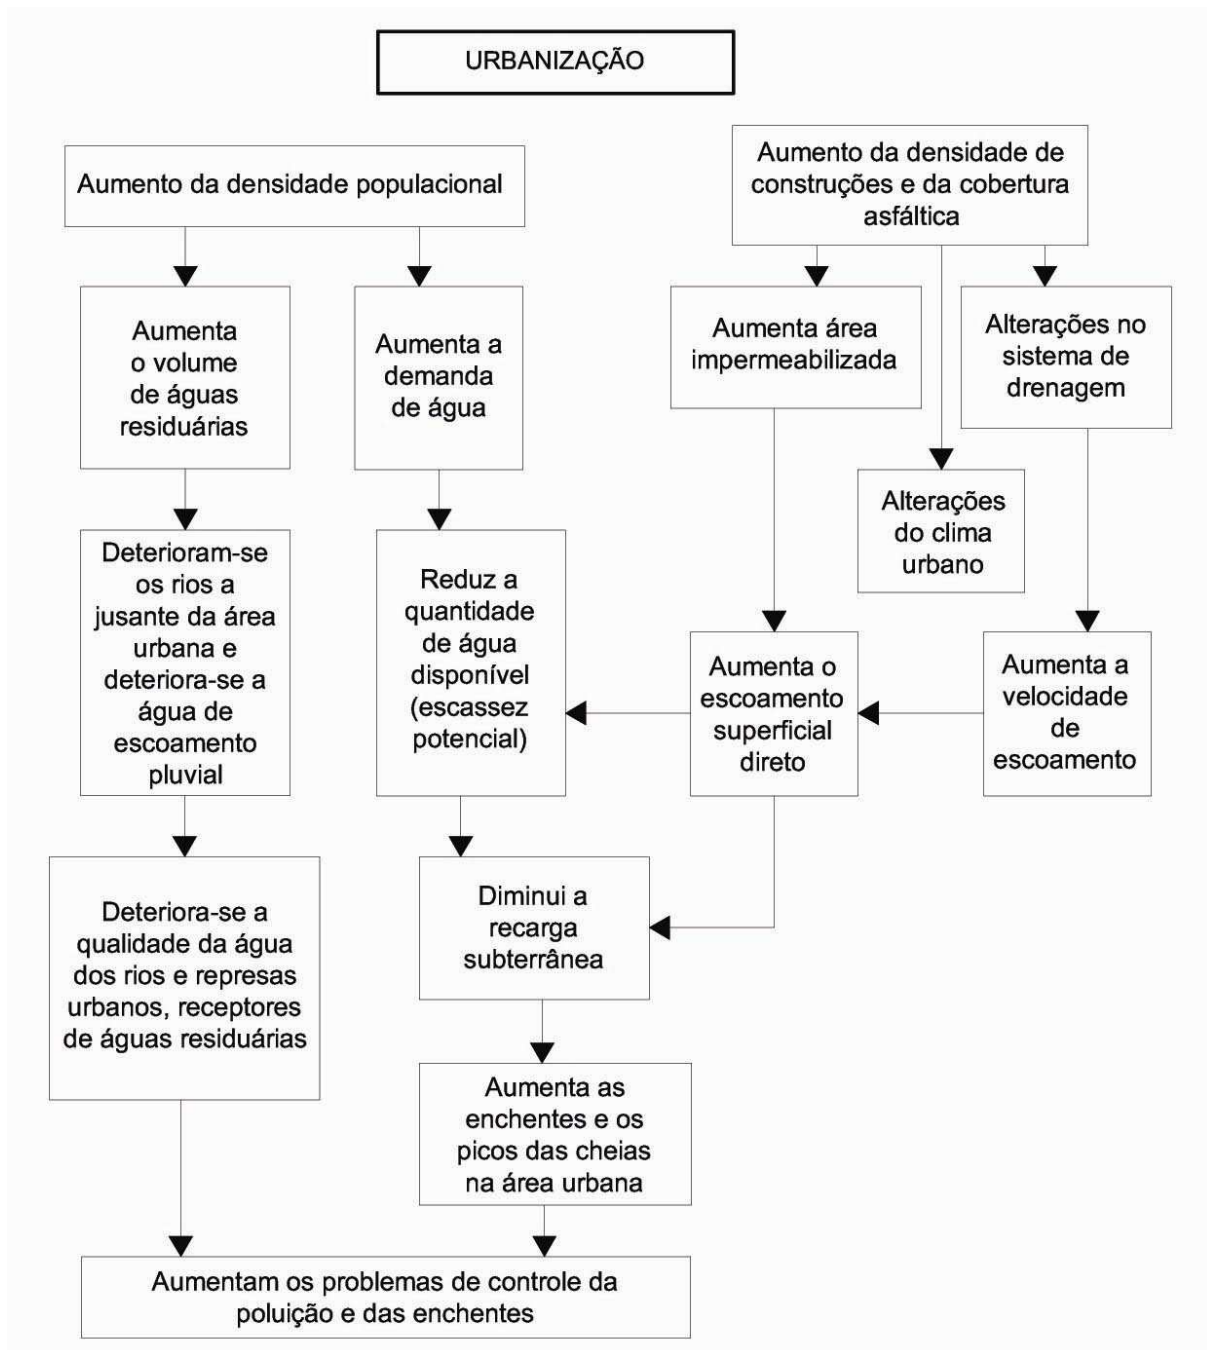 URBANIZAÇÃO
Aumento da densidade populacional
Aumento da densidade de
construções e da cobertura
asfáltica
Aumenta
o volume
de águas
residuárias
Aumenta a
demanda
de água
Aumenta área
impermeabilizada
Alterações no
sistema de
drenagem
Alterações
do clima
urbano
Deterioram-se
os rios a
jusante da área
urbana e
deteriora-se a
água de
escoamento
pluvial
Reduz a
quantidade
de água
disponível
(escassez
potencial)
Aumenta o
escoamento
superficial
direto
Aumenta a
velocidade
de
escoamento
Deteriora-se a
qualidade da água
dos rios e represas
urbanos, receptores
de águas residuárias
Diminui a
recarga
subterrânea
Aumenta as
enchentes e os
picos das cheias
na área urbana
Aumentam os problemas de controle da
poluição e das enchentes